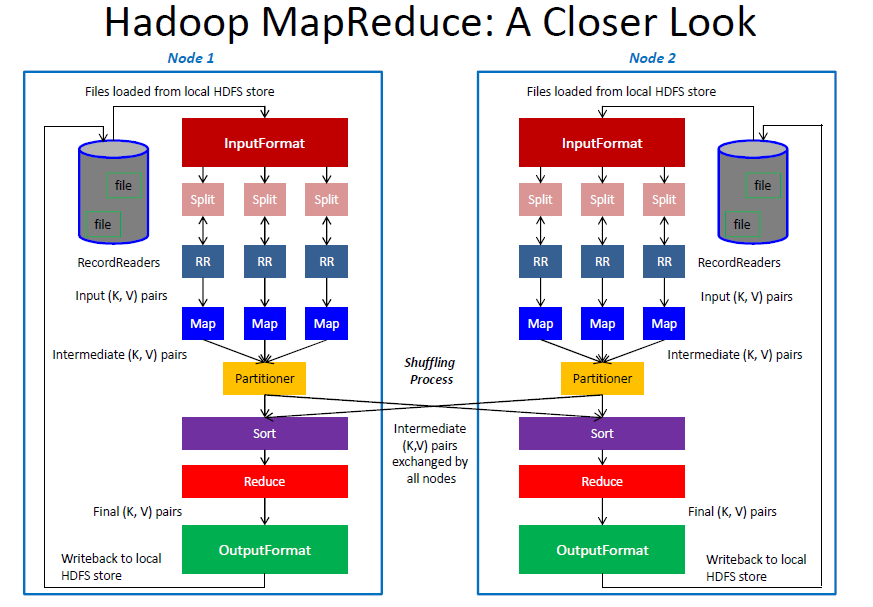 Hadoop MapReduce: A Closer Look
Node 1
Files loaded from local HDFS store
InputFormat
file
file
Split
Split
Split
RecordReaders
RR
RR
RR
Input (K, V) pairs
Map
Map
Map
Intermediate (K, V) pairs
Partitioner
Sort
Reduce
Final (K, V) pairs
OutputFormat
Writeback to local
HDFS store
Shuffling
Process
Intermediate
(K,V) pairs
exchanged by
all nodes
Node 2
Files loaded from local HDFS store
InputFormat
file
file
Split
Split
Split
RR
RR
RR
RecordReaders
Input (K, V) pairs
Map
Map
Map
Intermediate (K, V) pairs
Partitioner
Sort
Reduce
Final (K, V) pairs
OutputFormat
Writeback to local
HDFS store